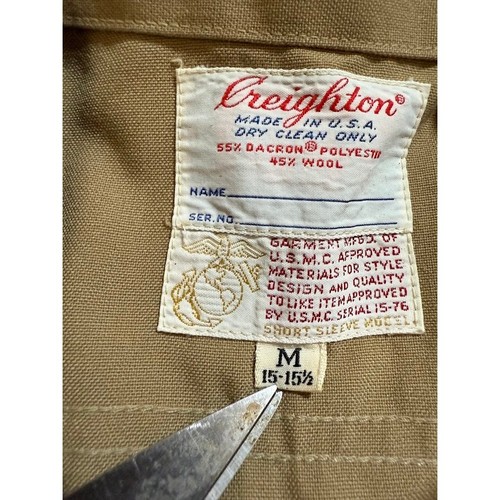 Creighton®
MADE IN U.S.A.
DRY CLEAN ONLY
55% DACRON® POLYESTER
45% WOOL
NAME
SER.NO.
GARMENT MFG'D. OF
U.S.M.C. APPROVED
MATERIALS FOR STYLE
DESIGN AND QUALITY
TO LIKE ITEM APPROVED
BY U.S.M.C. SERIAL 15-76
SHORT SLEEVE MODEL
M
15-15½